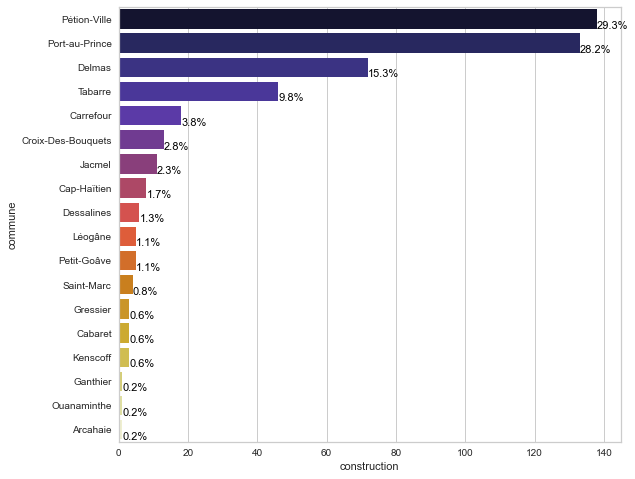 Pétion-Ville 29.3%
Port-au-Prince 28.2%
Delmas 15.3%
Tabarre 9.8%
Carrefour 3.8%
Croix-Des-Bouquets 2.8%
Jacmel 2.3%
Cap-Haïtien 1.7%
Dessalines 1.3%
Léogâne 1.1%
Petit-Goâve 1.1%
Saint-Marc 0.8%
Gressier 0.6%
Cabaret 0.6%
Kenscoff 0.6%
Ganthier 0.2%
Ouanaminthe 0.2%
Arcahaie 0.2%
commune
0 20 40 60 80 100 120 140
construction